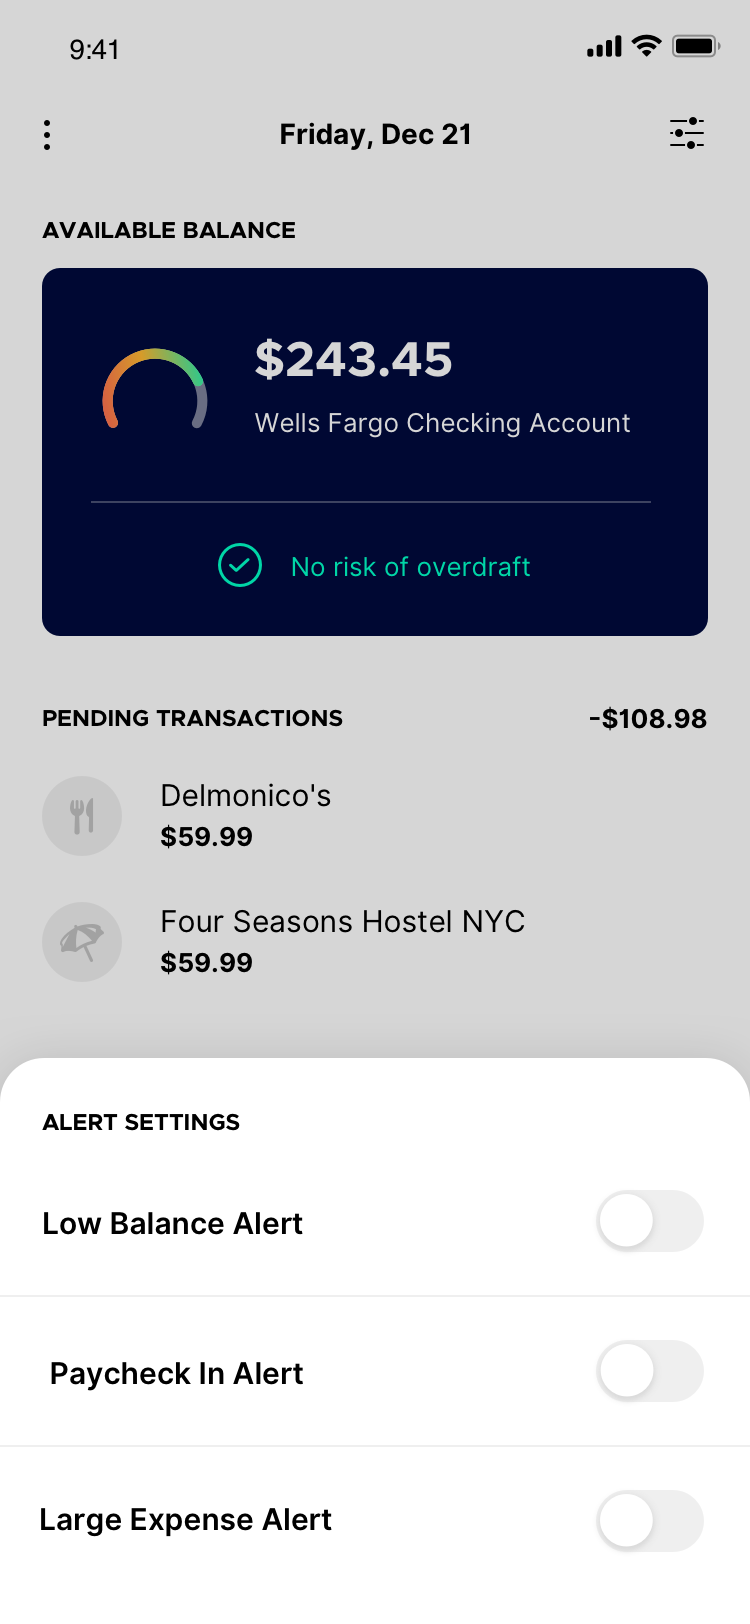 9:41
Friday, Dec 21
AVAILABLE BALANCE
$243.45
Wells Fargo Checking Account
No risk of overdraft
PENDING TRANSACTIONS
-$108.98
Delmonico's
$59.99
Four Seasons Hostel NYC
$59.99
ALERT SETTINGS
Low Balance Alert
Paycheck In Alert
Large Expense Alert